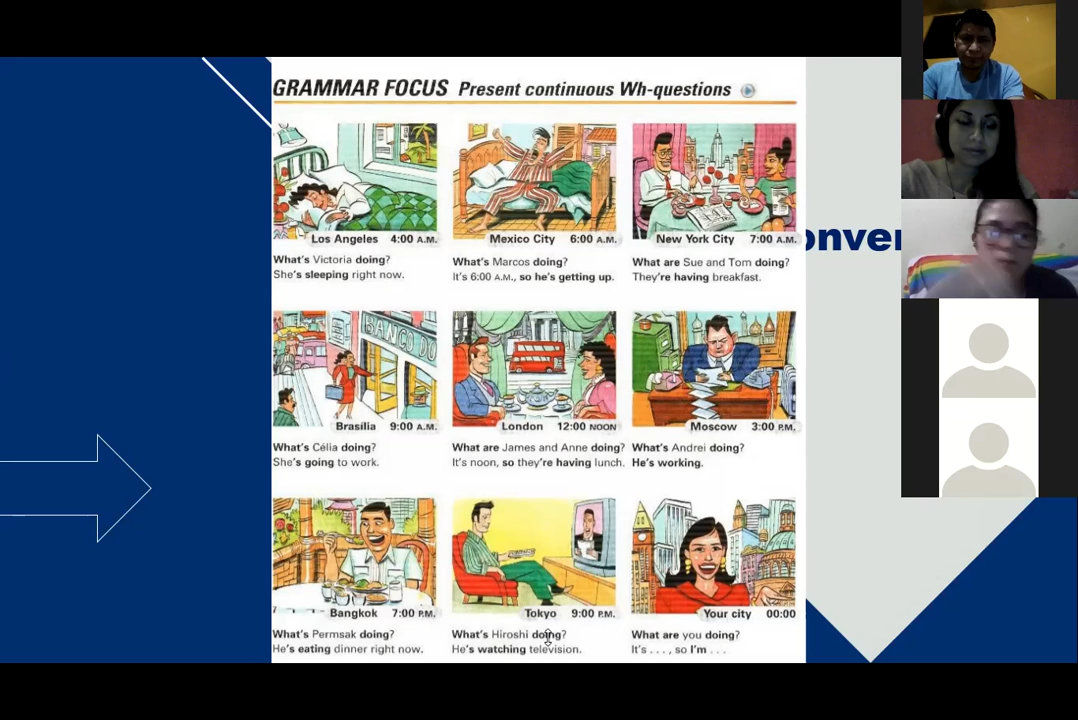 GRAMMAR FOCUS Present continuous Wh-questions
Los Angeles 4:00 A.M.
What's Victoria doing?
She's sleeping right now.
Mexico City 6:00 A.M.
What's Marcos doing?
It's 6:00 A.M., so he's getting up.
New York City 7:00 A.M.
What are Sue and Tom doing?
They're having breakfast.
onver
BANCO DO
Brasília 9:00 A.M.
What's Célia doing?
She's going to work.
London 12:00 NOON
What are James and Anne doing?
It's noon, so they're having lunch.
Moscow 3:00 P.M.
What's Andrei doing?
He's working.
Bangkok 7:00 P.M.
What's Permsak doing?
He's eating dinner right now.
Tokyo 9:00 P.M.
What's Hiroshi doing?
He's watching television.
Your city 00:00
What are you doing?
It's . . . , so I'm . . .